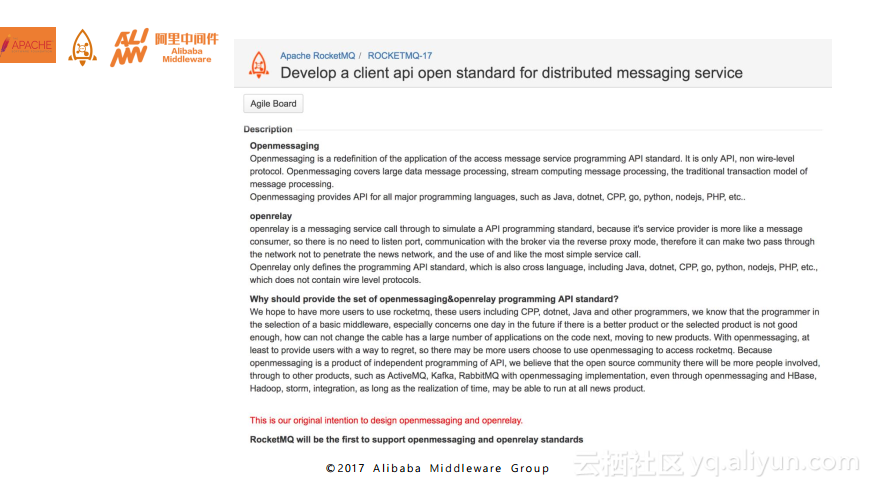 APACHE
阿里中间件
Alibaba
Middleware
Apache RocketMQ / ROCKETMQ-17
Develop a client api open standard for distributed messaging service
Agile Board
Description
Openmessaging
Openmessaging is a redefinition of the application of the access message service programming API standard. It is only API, non wire-level
protocol. Openmessaging covers large data message processing, stream computing message processing, the traditional transaction model of
message processing.
Openmessaging provides API for all major programming languages, such as Java, dotnet, CPP, go, python, nodejs, PHP, etc..
openrelay
openrelay is a messaging service call through to simulate a API programming standard, because it's service provider is more like a message
consumer, so there is no need to listen port, communication with the broker via the reverse proxy mode, therefore it can make two pass through
the network not to penetrate the news network, and the use of and like the most simple service call.
Openrelay only defines the programming API standard, which is also cross language, including Java, dotnet, CPP, go, python, nodejs, PHP, etc.,
which does not contain wire level protocols.
Why should provide the set of openmessaging&openrelay programming API standard?
We hope to have more users to use rocketmq, these users including CPP, dotnet, Java and other programmers, we know that the programmer in
the selection of a basic middleware, especially concerns one day in the future if there is a better product or the selected product is not good
enough, how can not change the cable has a large number of applications on the code next, moving to new products. With openmessaging, at
least to provide users with a way to regret, so there may be more users choose to use openmessaging to access rocketmq. Because
openmessaging is a product of independent programming of API, we believe that the open source community there will be more people involved,
through to other products, such as ActiveMQ, Kafka, RabbitMQ with openmessaging implementation, even through openmessaging and HBase,
Hadoop, storm, integration, as long as the realization of time, may be able to run at all news product.
This is our original intention to design openmessaging and openrelay.
RocketMQ will be the first to support openmessaging and openrelay standards
©2017 Alibaba Middleware Group
云栖社区 yq.aliyun.com